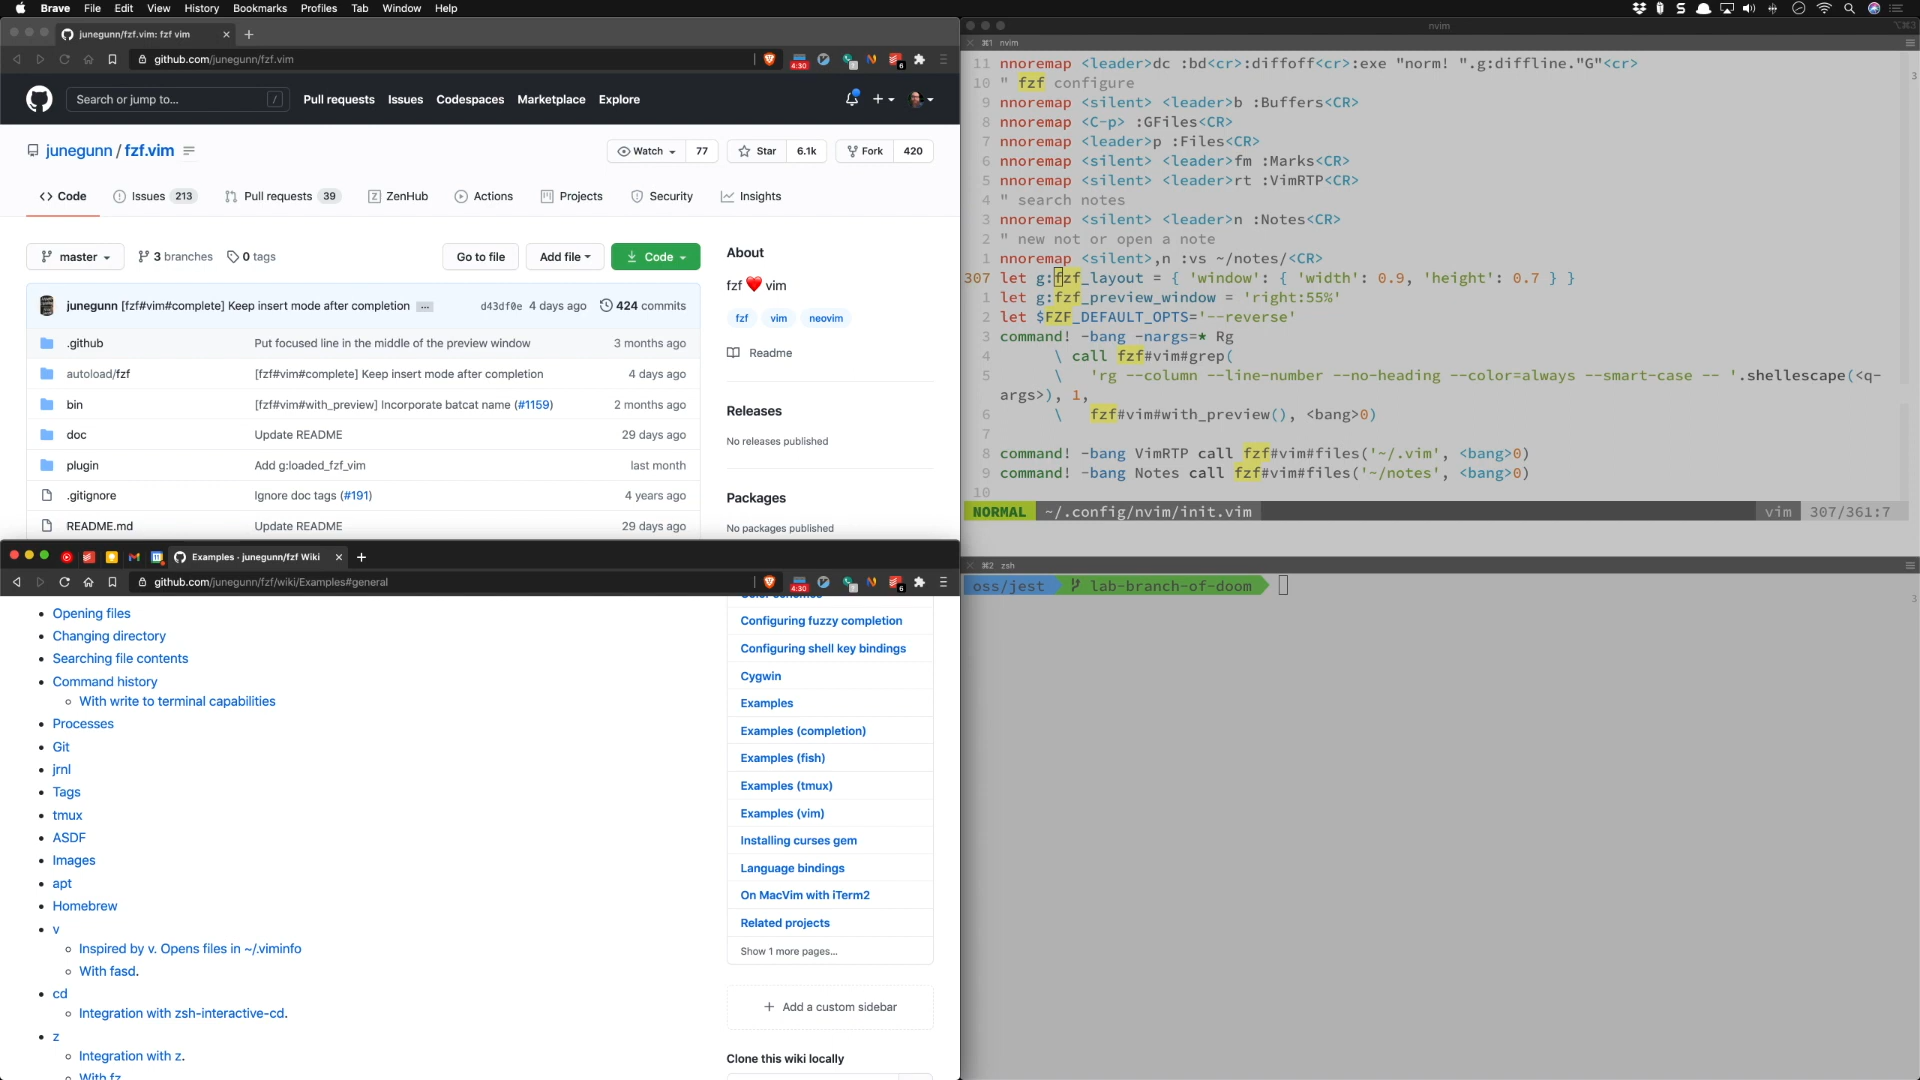 Brave File Edit View History Bookmarks Profiles Tab Window Help
junegunn/fzf.vim: fzf vim
github.com/junegunn/fzf.vim
4:30
6
Search or jump to...
/
Pull requests Issues Codespaces Marketplace Explore
junegunn / fzf.vim
Watch 77 Star 6.1k Fork 420
Code Issues 213 Pull requests 39 ZenHub Actions Projects Security Insights
master 3 branches 0 tags Go to file Add file Code
junegunn [fzf#vim#complete] Keep insert mode after completion ... d43df0e 4 days ago 424 commits
.github Put focused line in the middle of the preview window 3 months ago
autoload/fzf [fzf#vim#complete] Keep insert mode after completion 4 days ago
bin [fzf#vim#with_preview] Incorporate batcat name (#1159) 2 months ago
doc Update README 29 days ago
plugin Add g:loaded_fzf_vim last month
.gitignore Ignore doc tags (#191) 4 years ago
README.md Update README 29 days ago
About
fzf ❤️ vim
fzf vim neovim
Readme
Releases
No releases published
Packages
No packages published
Examples · junegunn/fzf Wiki
github.com/junegunn/fzf/wiki/Examples#general
4:30
6
Opening files
Changing directory
Searching file contents
Command history
With write to terminal capabilities
Processes
Git
jrnl
Tags
tmux
ASDF
Images
apt
Homebrew
v
Inspired by v. Opens files in ~/.viminfo
With fasd.
cd
Integration with zsh-interactive-cd.
z
Integration with z.
With fz
Color schemes
Configuring fuzzy completion
Configuring shell key bindings
Cygwin
Examples
Examples (completion)
Examples (fish)
Examples (tmux)
Examples (vim)
Installing curses gem
Language bindings
On MacVim with iTerm2
Related projects
Show 1 more pages...
+ Add a custom sidebar
Clone this wiki locally
nvim
⌥⌘3
⌘1 nvim
3
11 nnoremap <leader>dc :bd<cr>:diffoff<cr>:exe "norm! ".g:diffline."G"<cr>
10 " fzf configure
9 nnoremap <silent> <leader>b :Buffers<CR>
8 nnoremap <C-p> :GFiles<CR>
7 nnoremap <leader>p :Files<CR>
6 nnoremap <silent> <leader>fm :Marks<CR>
5 nnoremap <silent> <leader>rt :VimRTP<CR>
4 " search notes
3 nnoremap <silent> <leader>n :Notes<CR>
2 " new not or open a note
1 nnoremap <silent>,n :vs ~/notes/<CR>
307 let g:fzf_layout = { 'window': { 'width': 0.9, 'height': 0.7 } }
1 let g:fzf_preview_window = 'right:55%'
2 let $FZF_DEFAULT_OPTS='--reverse'
3 command! -bang -nargs=* Rg
4 \ call fzf#vim#grep(
5 \ 'rg --column --line-number --no-heading --color=always --smart-case -- '.shellescape(<q-
args>), 1,
6 \ fzf#vim#with_preview(), <bang>0)
7
8 command! -bang VimRTP call fzf#vim#files('~/.vim', <bang>0)
9 command! -bang Notes call fzf#vim#files('~/notes', <bang>0)
10
NORMAL ~/.config/nvim/init.vim vim 307/361:7
⌘2 zsh
oss/jest lab-branch-of-doom
3